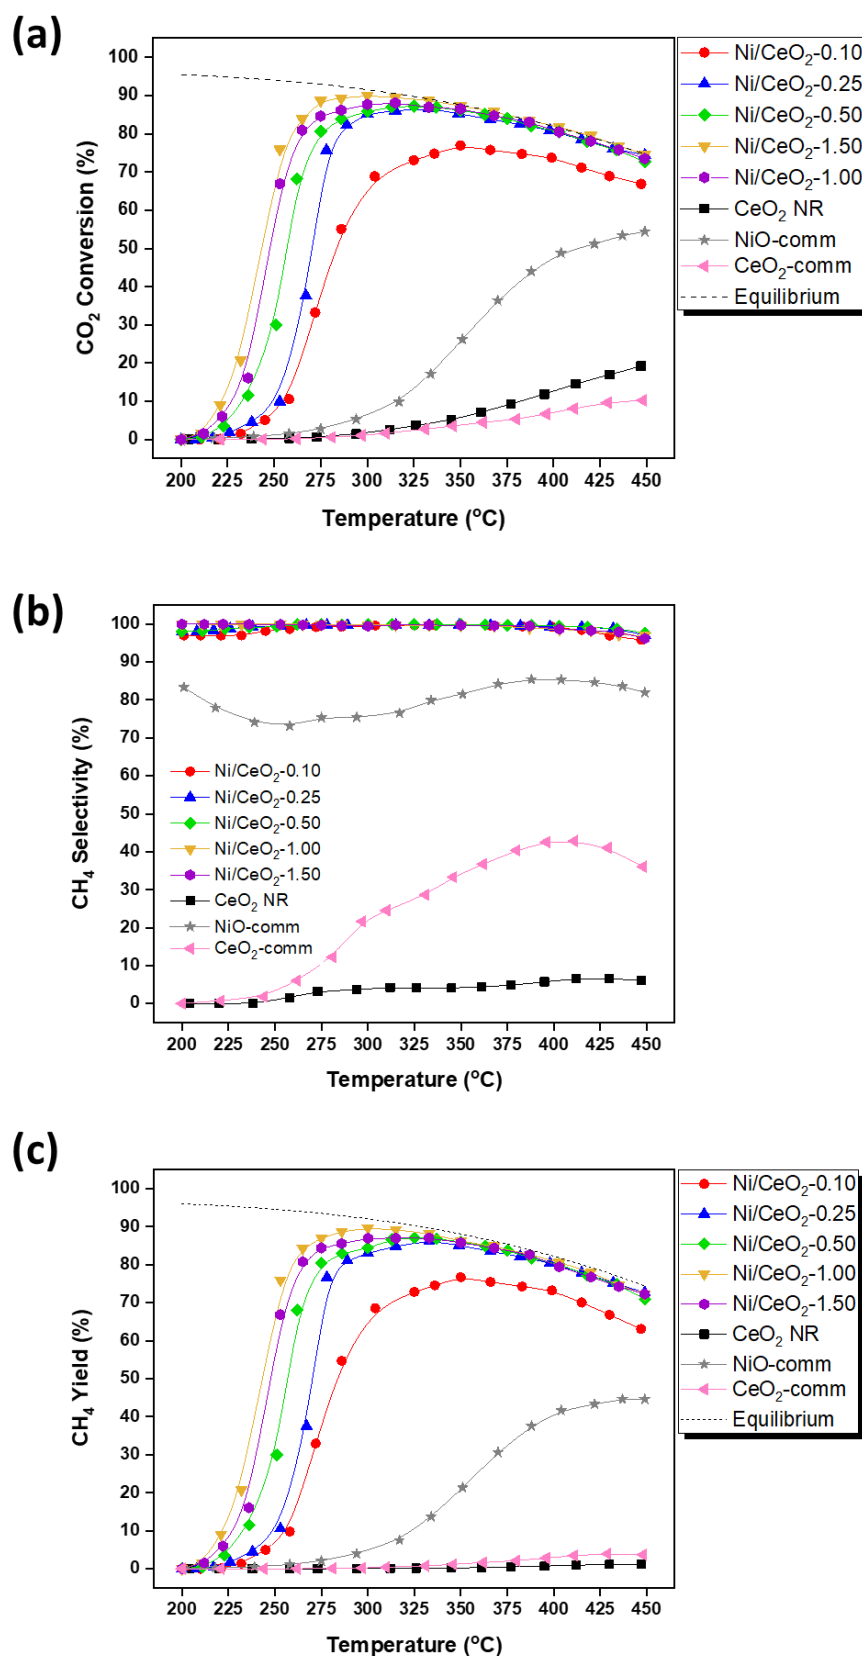 (a)
100
90
80
70
60
50
40
30
20
10
0
CO₂ Conversion (%)
200 225 250 275 300 325 350 375 400 425 450
Temperature (°C)
Ni/CeO₂-0.10
Ni/CeO₂-0.25
Ni/CeO₂-0.50
Ni/CeO₂-1.50
Ni/CeO₂-1.00
CeO₂ NR
NiO-comm
CeO₂-comm
Equilibrium
(b)
100
90
80
70
60
50
40
30
20
10
0
CH₄ Selectivity (%)
Ni/CeO₂-0.10
Ni/CeO₂-0.25
Ni/CeO₂-0.50
Ni/CeO₂-1.00
Ni/CeO₂-1.50
CeO₂ NR
NiO-comm
CeO₂-comm
200 225 250 275 300 325 350 375 400 425 450
Temperature (°C)
(c)
100
90
80
70
60
50
40
30
20
10
0
CH₄ Yield (%)
200 225 250 275 300 325 350 375 400 425 450
Temperature (°C)
Ni/CeO₂-0.10
Ni/CeO₂-0.25
Ni/CeO₂-0.50
Ni/CeO₂-1.00
Ni/CeO₂-1.50
CeO₂ NR
NiO-comm
CeO₂-comm
Equilibrium